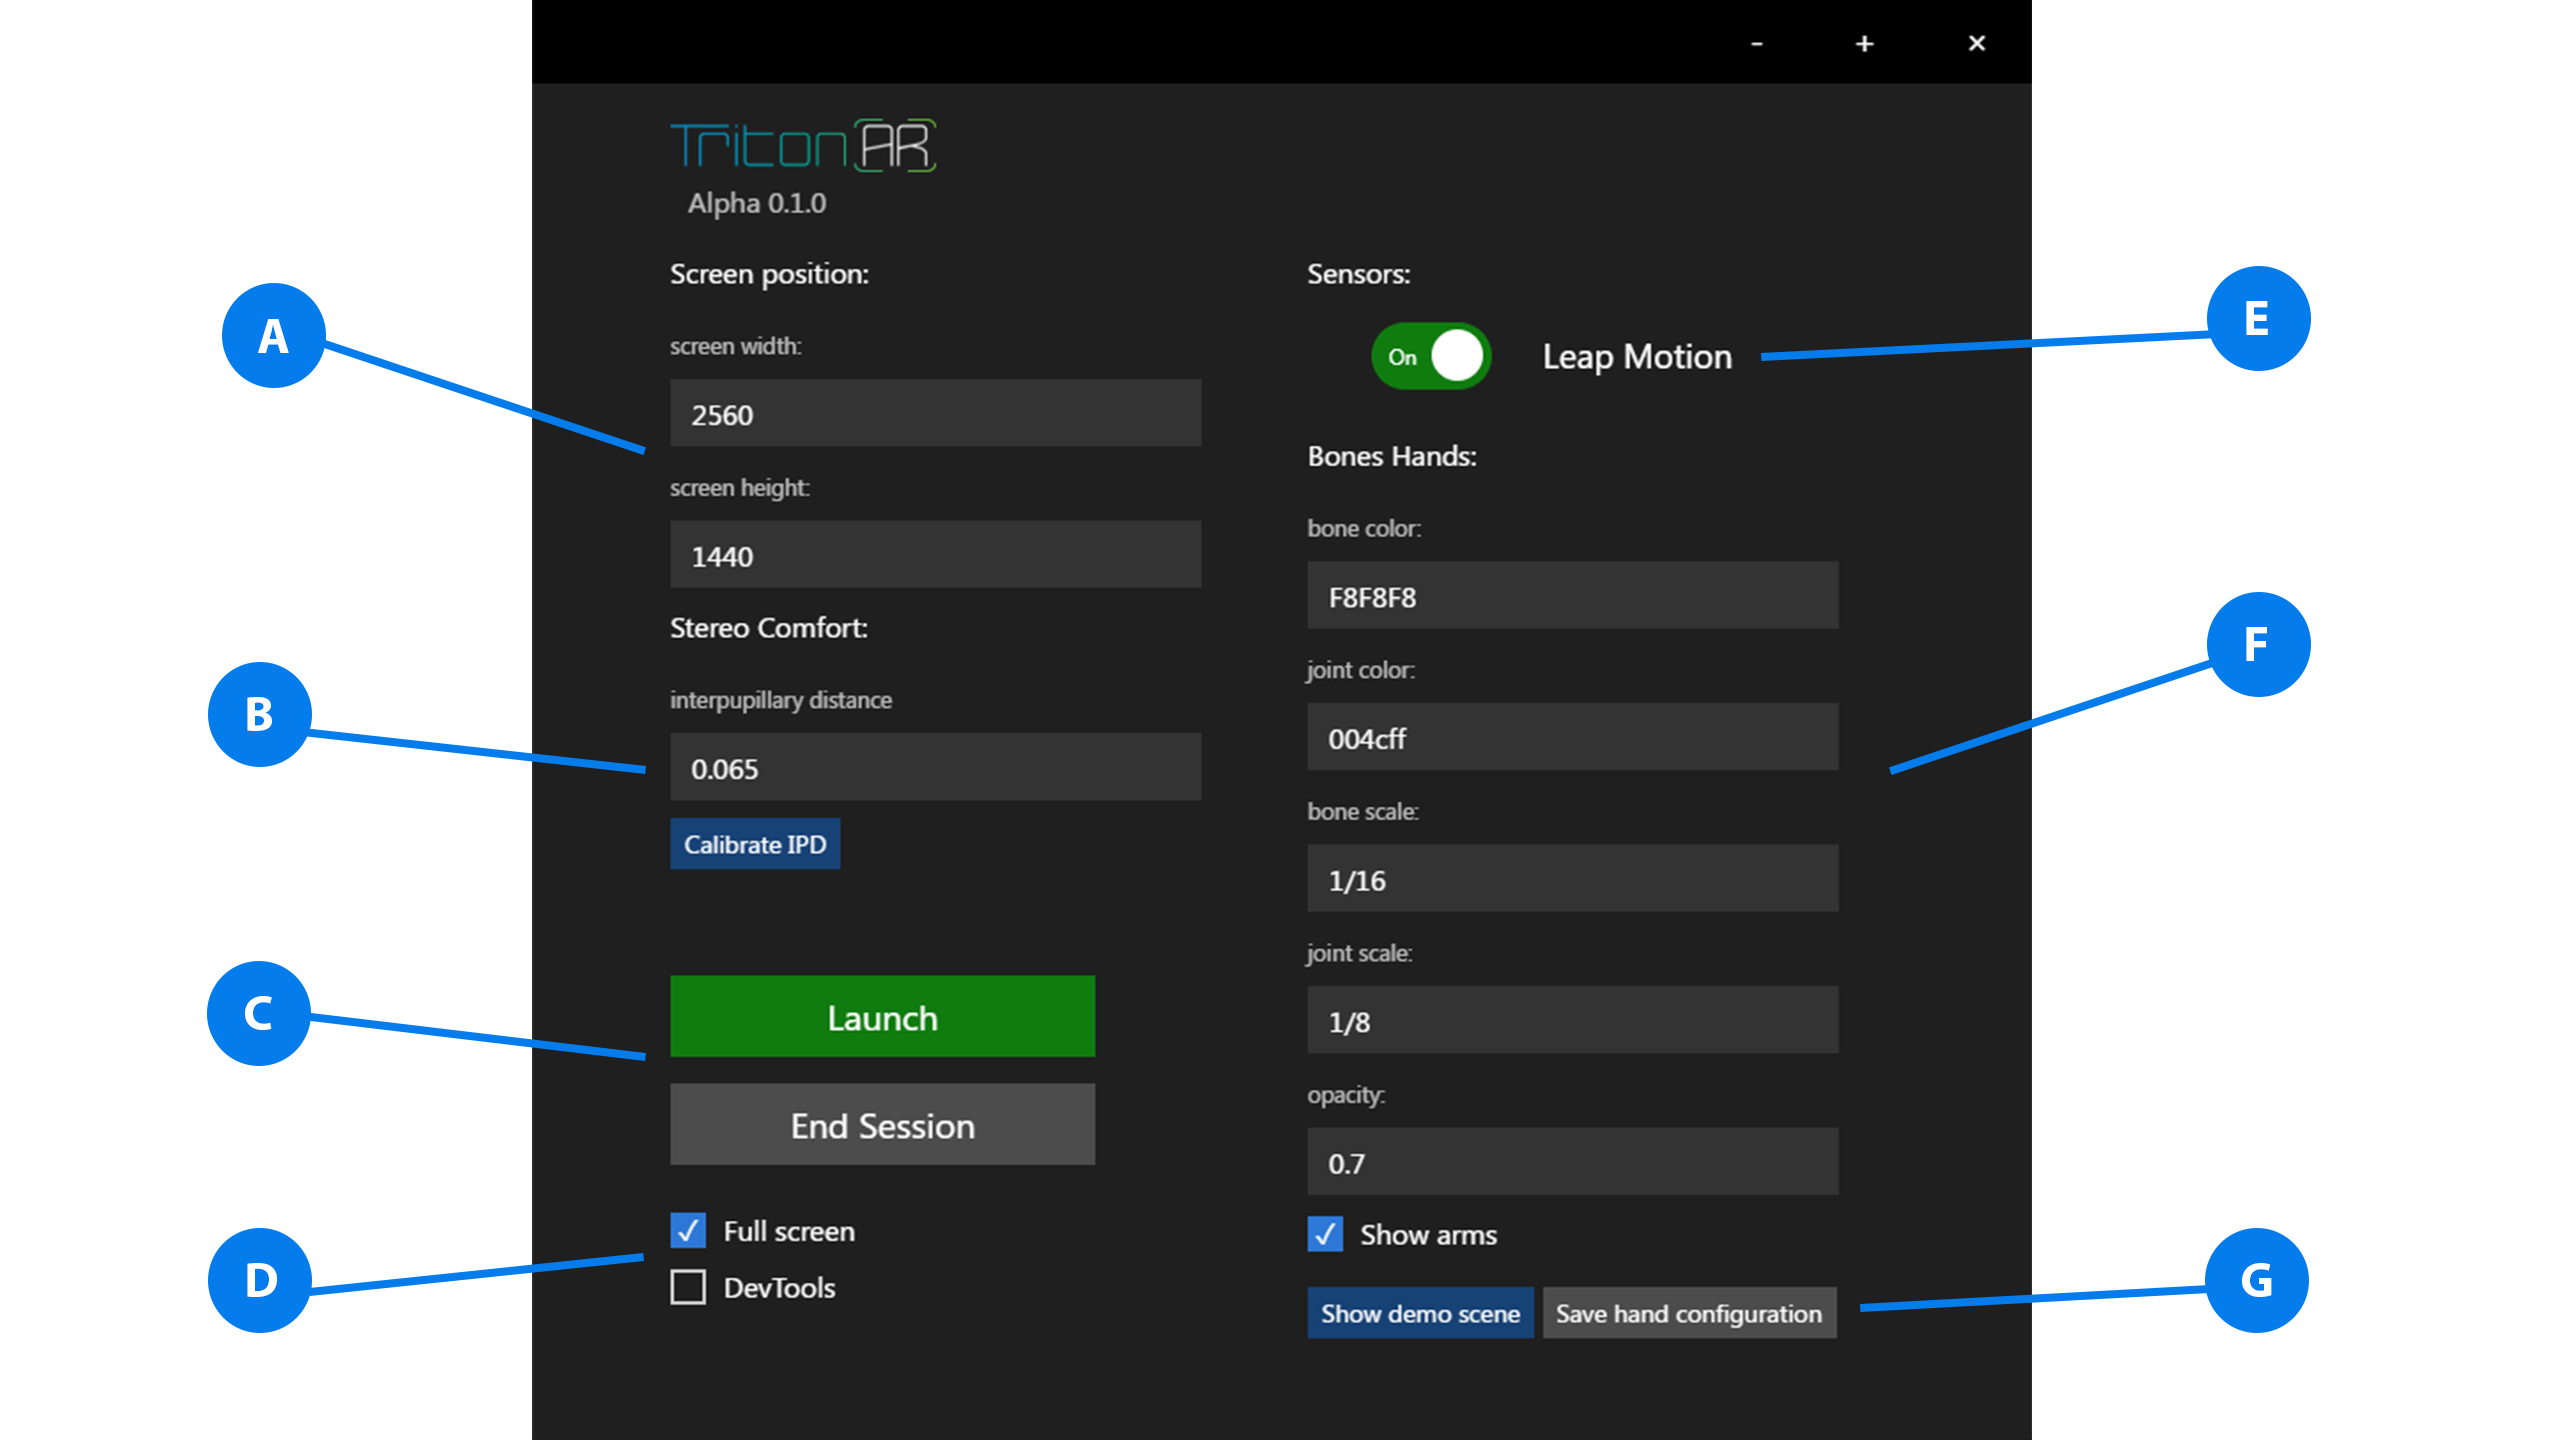 - + ×
Triton AR
Alpha 0.1.0
Screen position:
screen width:
2560
screen height:
1440
Stereo Comfort:
interpupillary distance
0.065
Calibrate IPD
Launch
End Session
Full screen
DevTools
Sensors:
On Leap Motion
Bones Hands:
bone color:
F8F8F8
joint color:
004cff
bone scale:
1/16
joint scale:
1/8
opacity:
0.7
Show arms
Show demo scene Save hand configuration
A
B
C
D
E
F
G